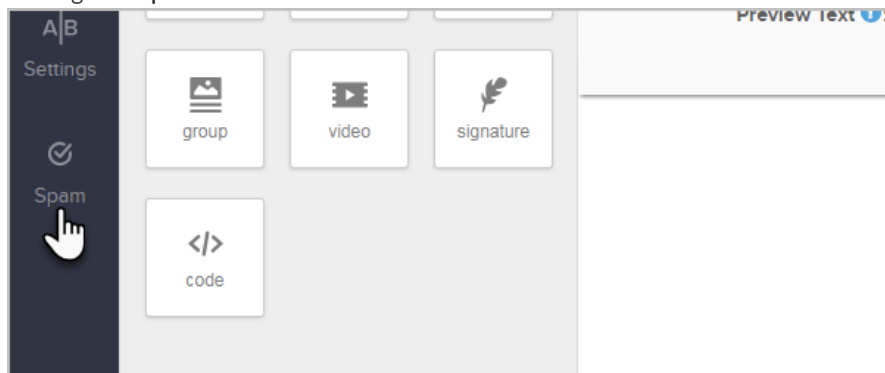 A|B
Preview Text
Settings
group
video
signature
Spam
</>
code